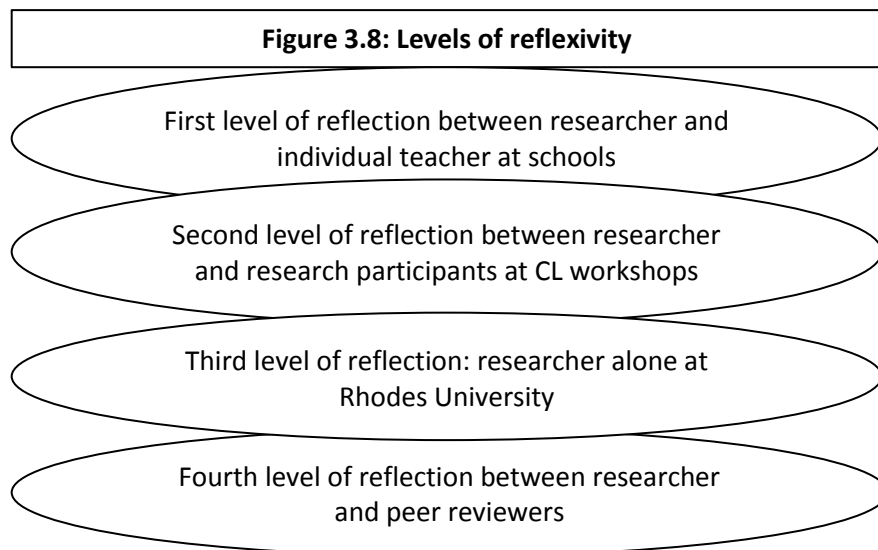 Figure 3.8: Levels of reflexivity
First level of reflection between researcher and
individual teacher at schools
Second level of reflection between researcher
and research participants at CL workshops
Third level of reflection: researcher alone at
Rhodes University
Fourth level of reflection between researcher
and peer reviewers